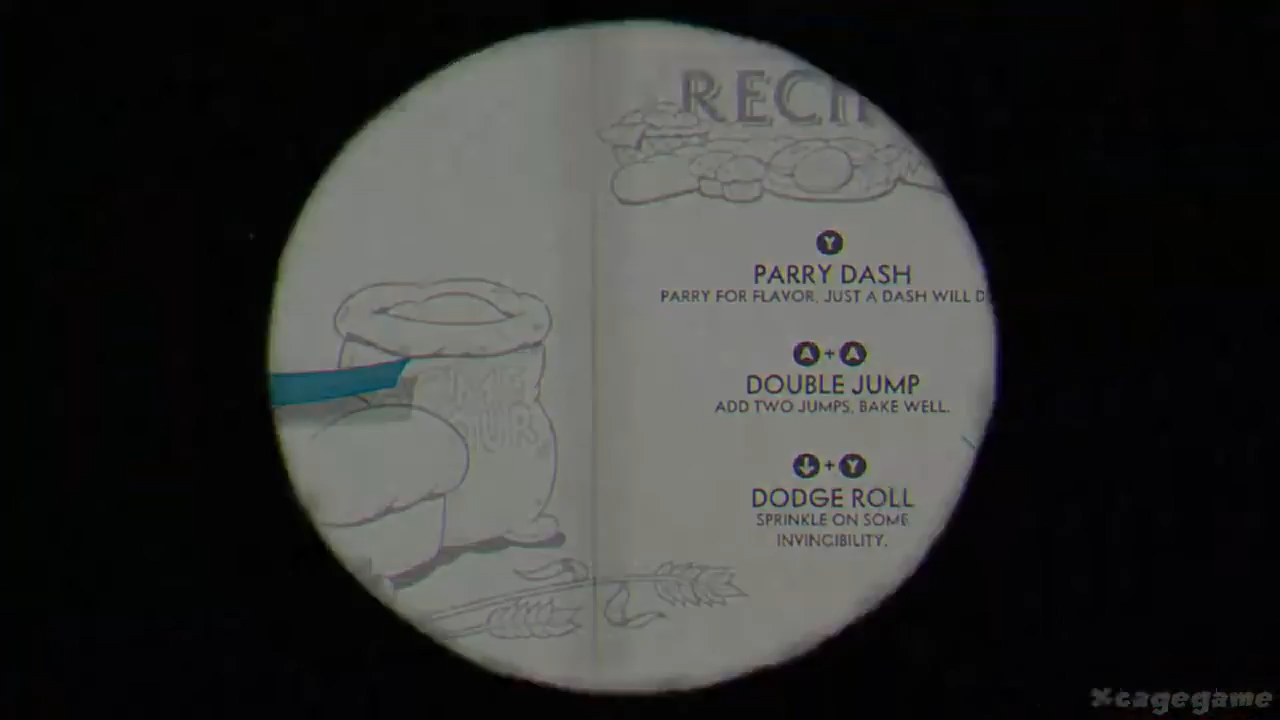 RECI
Y
PARRY DASH
PARRY FOR FLAVOR, JUST A DASH WILL D
A + A
DOUBLE JUMP
ADD TWO JUMPS, BAKE WELL.
+ Y
DODGE ROLL
SPRINKLE ON SOME
INVINCIBILITY.
Xcagegame